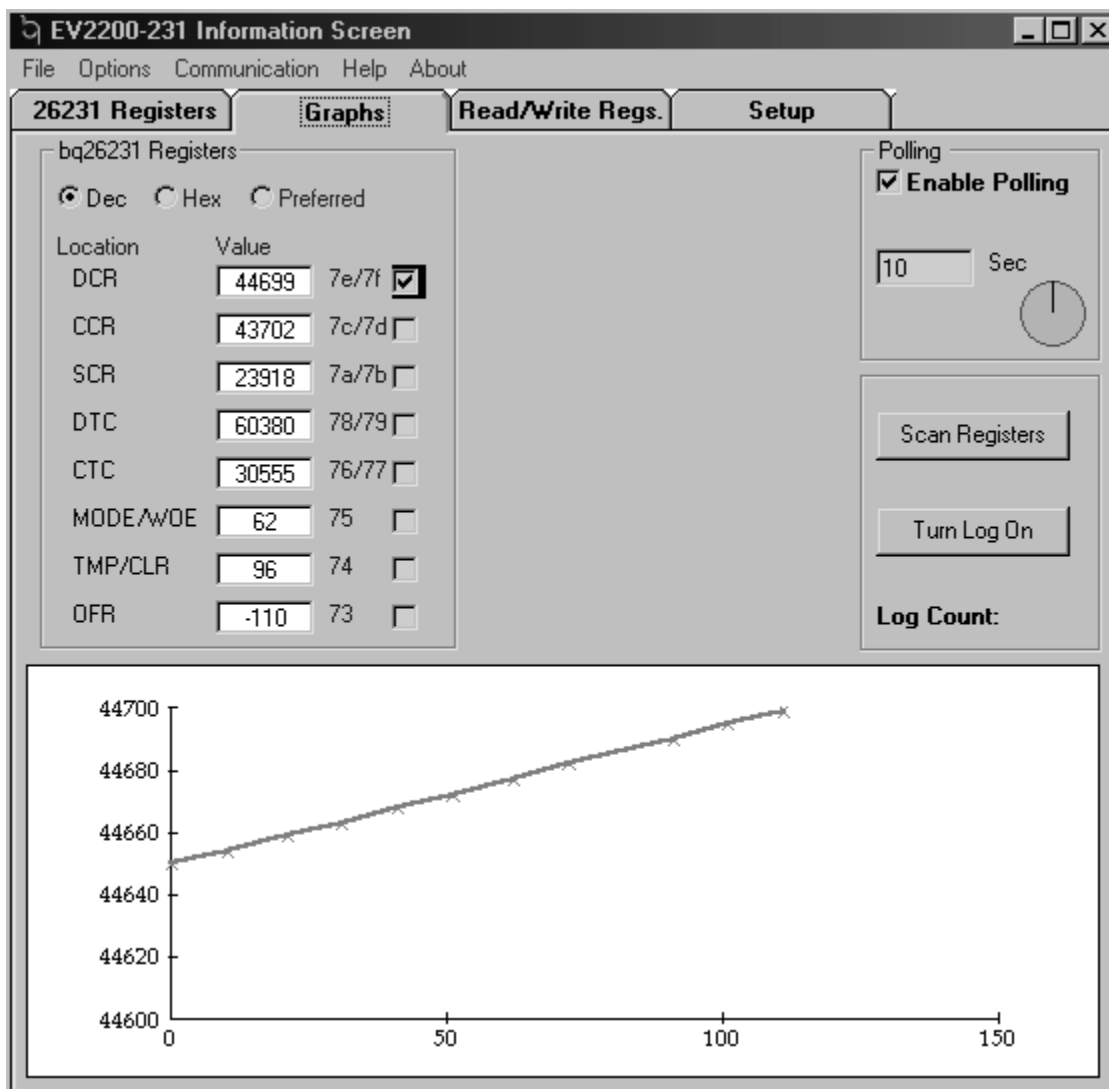 EV2200-231 Information Screen
File Options Communication Help About
26231 Registers Graphs Read/Write Regs. Setup
bq26231 Registers
Dec Hex Preferred
Location Value
DCR 44699 7e/7f
CCR 43702 7c/7d
SCR 23918 7a/7b
DTC 60380 78/79
CTC 30555 76/77
MODE/WOE 62 75
TMP/CLR 96 74
OFR -110 73
Polling
Enable Polling
10 Sec
Scan Registers
Turn Log On
Log Count:
44700
44680
44660
44640
44620
44600
0 50 100 150